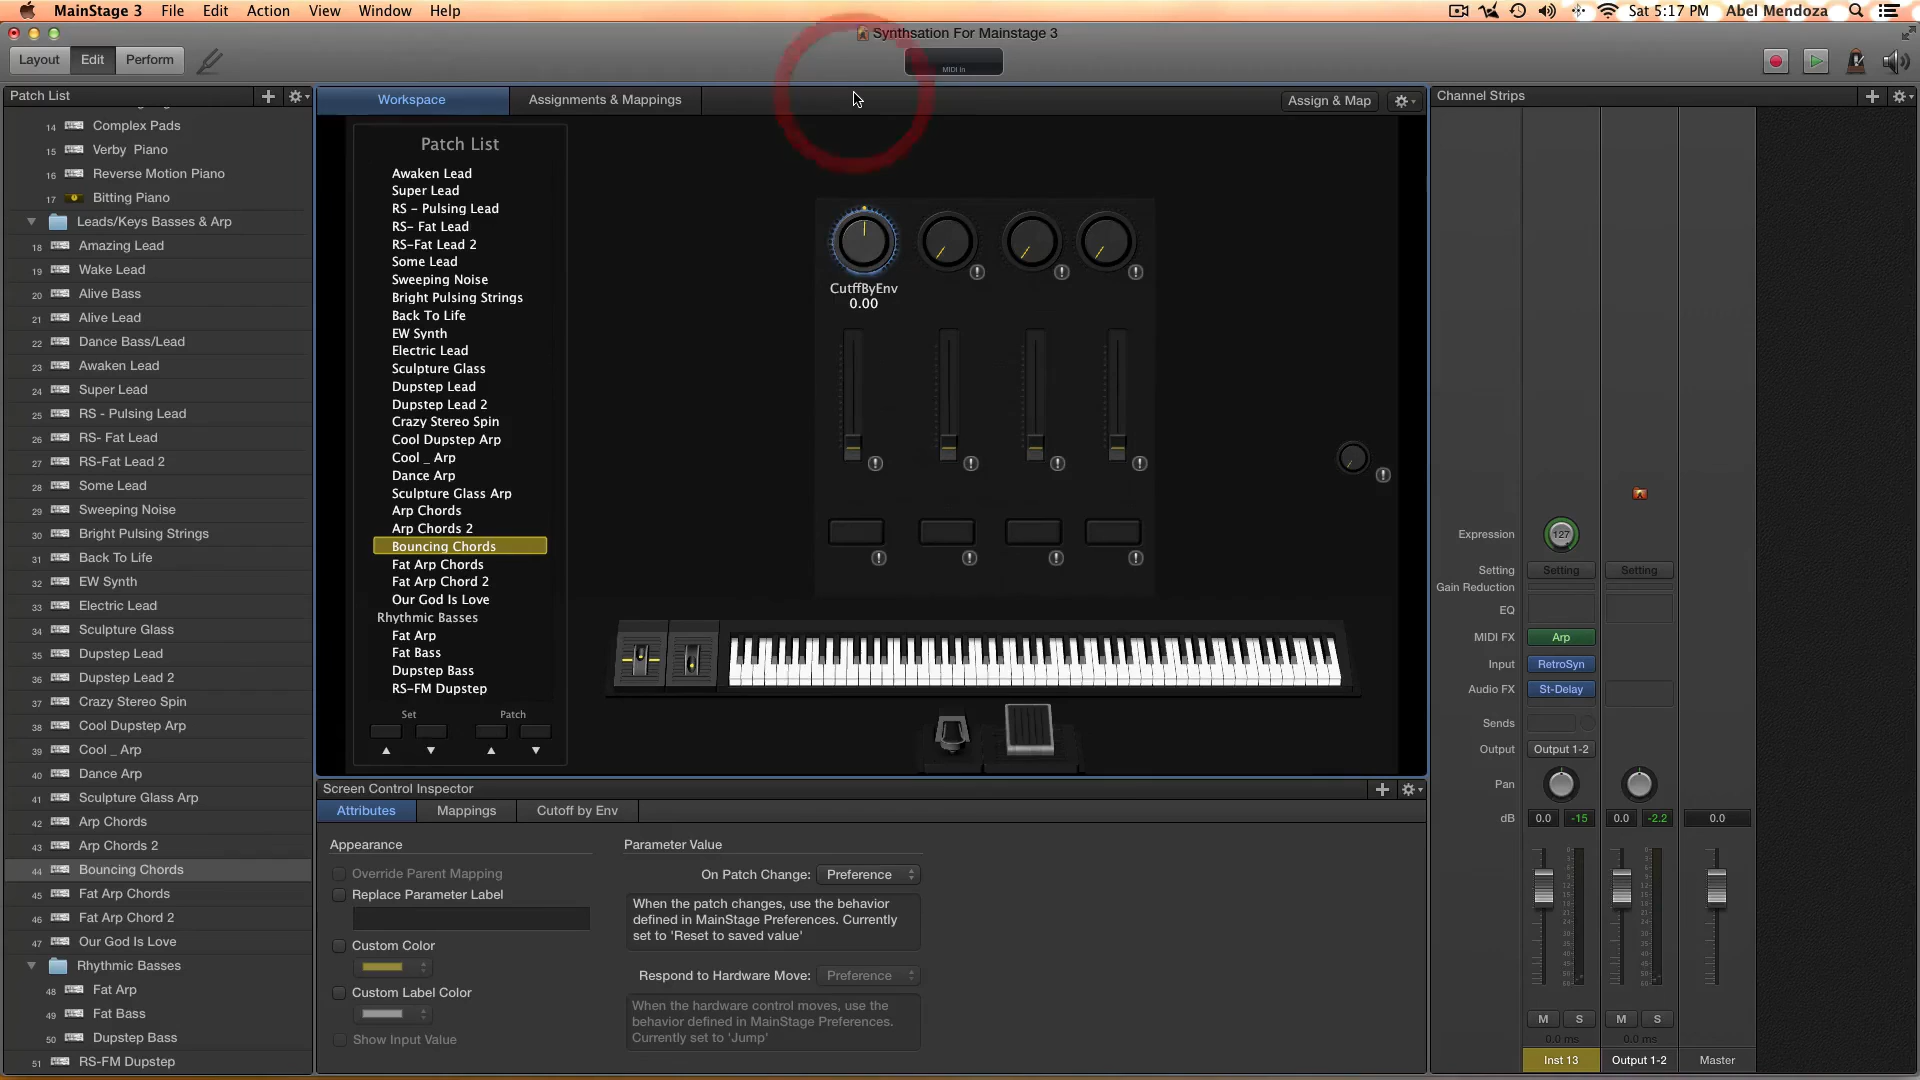 MainStage 3 File Edit Action View Window Help
Sat 5:17 PM Abel Mendoza
Synthsation For Mainstage 3
Layout Edit Perform
MIDI In
Patch List
14 Complex Pads
15 Verby Piano
16 Reverse Motion Piano
17 Bitting Piano
Leads/Keys Basses & Arp
18 Amazing Lead
19 Wake Lead
20 Alive Bass
21 Alive Lead
22 Dance Bass/Lead
23 Awaken Lead
24 Super Lead
25 RS - Pulsing Lead
26 RS- Fat Lead
27 RS-Fat Lead 2
28 Some Lead
29 Sweeping Noise
30 Bright Pulsing Strings
31 Back To Life
32 EW Synth
33 Electric Lead
34 Sculpture Glass
35 Dupstep Lead
36 Dupstep Lead 2
37 Crazy Stereo Spin
38 Cool Dupstep Arp
39 Cool _ Arp
40 Dance Arp
41 Sculpture Glass Arp
42 Arp Chords
43 Arp Chords 2
44 Bouncing Chords
45 Fat Arp Chords
46 Fat Arp Chord 2
47 Our God Is Love
Rhythmic Basses
48 Fat Arp
49 Fat Bass
50 Dupstep Bass
51 RS-FM Dupstep
Workspace Assignments & Mappings Assign & Map
Patch List
Awaken Lead
Super Lead
RS - Pulsing Lead
RS- Fat Lead
RS-Fat Lead 2
Some Lead
Sweeping Noise
Bright Pulsing Strings
Back To Life
EW Synth
Electric Lead
Sculpture Glass
Dupstep Lead
Dupstep Lead 2
Crazy Stereo Spin
Cool Dupstep Arp
Cool _ Arp
Dance Arp
Sculpture Glass Arp
Arp Chords
Arp Chords 2
Bouncing Chords
Fat Arp Chords
Fat Arp Chord 2
Our God Is Love
Rhythmic Basses
Fat Arp
Fat Bass
Dupstep Bass
RS-FM Dupstep
Set Patch
CutffByEnv
0.00
Screen Control Inspector
Attributes Mappings Cutoff by Env
Appearance
Override Parent Mapping
Replace Parameter Label
Custom Color
Custom Label Color
Show Input Value
Parameter Value
On Patch Change: Preference
When the patch changes, use the behavior
defined in MainStage Preferences. Currently
set to 'Reset to saved value'
Respond to Hardware Move: Preference
When the hardware control moves, use the
behavior defined in MainStage Preferences.
Currently set to 'Jump'
Channel Strips
Expression 127
Setting Setting Setting
Gain Reduction
EQ
MIDI FX Arp
Input RetroSyn
Audio FX St-Delay
Sends
Output Output 1-2
Pan
dB 0.0 -15 0.0 -2.2 0.0
M S M S
0.0 ms 0.0 ms
Inst 13 Output 1-2 Master